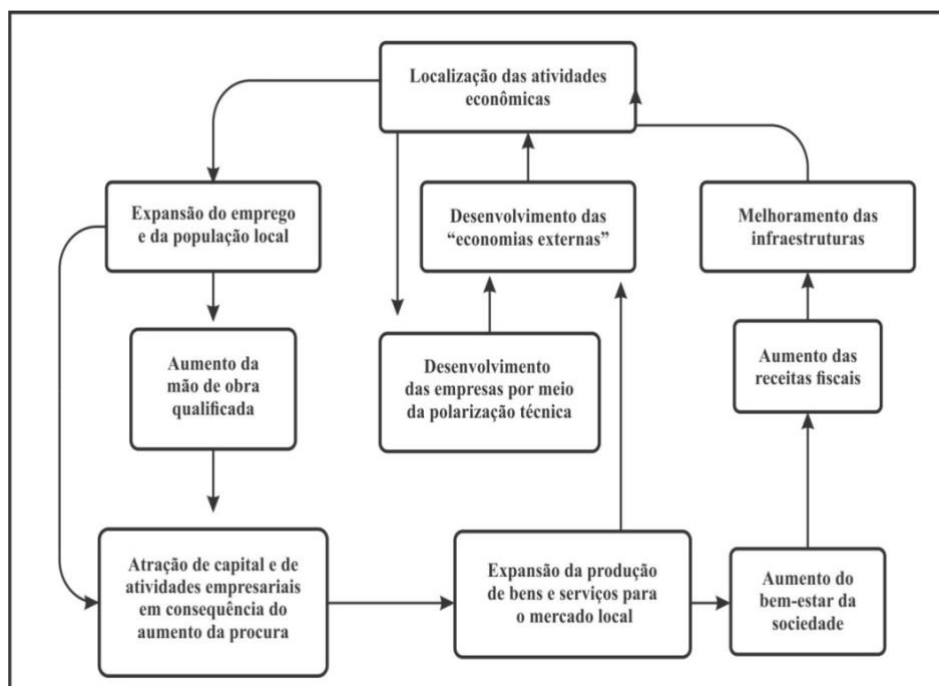 Localização das atividades
econômicas
Expansão do emprego
e da população local
Desenvolvimento das
“economias externas”
Melhoramento das
infraestruturas
Aumento da
mão de obra
qualificada
Desenvolvimento
das empresas por meio
da polarização técnica
Aumento das
receitas fiscais
Atração de capital e de
atividades empresariais
em consequência do
aumento da procura
Expansão da produção
de bens e serviços para
o mercado local
Aumento do
bem-estar da
sociedade